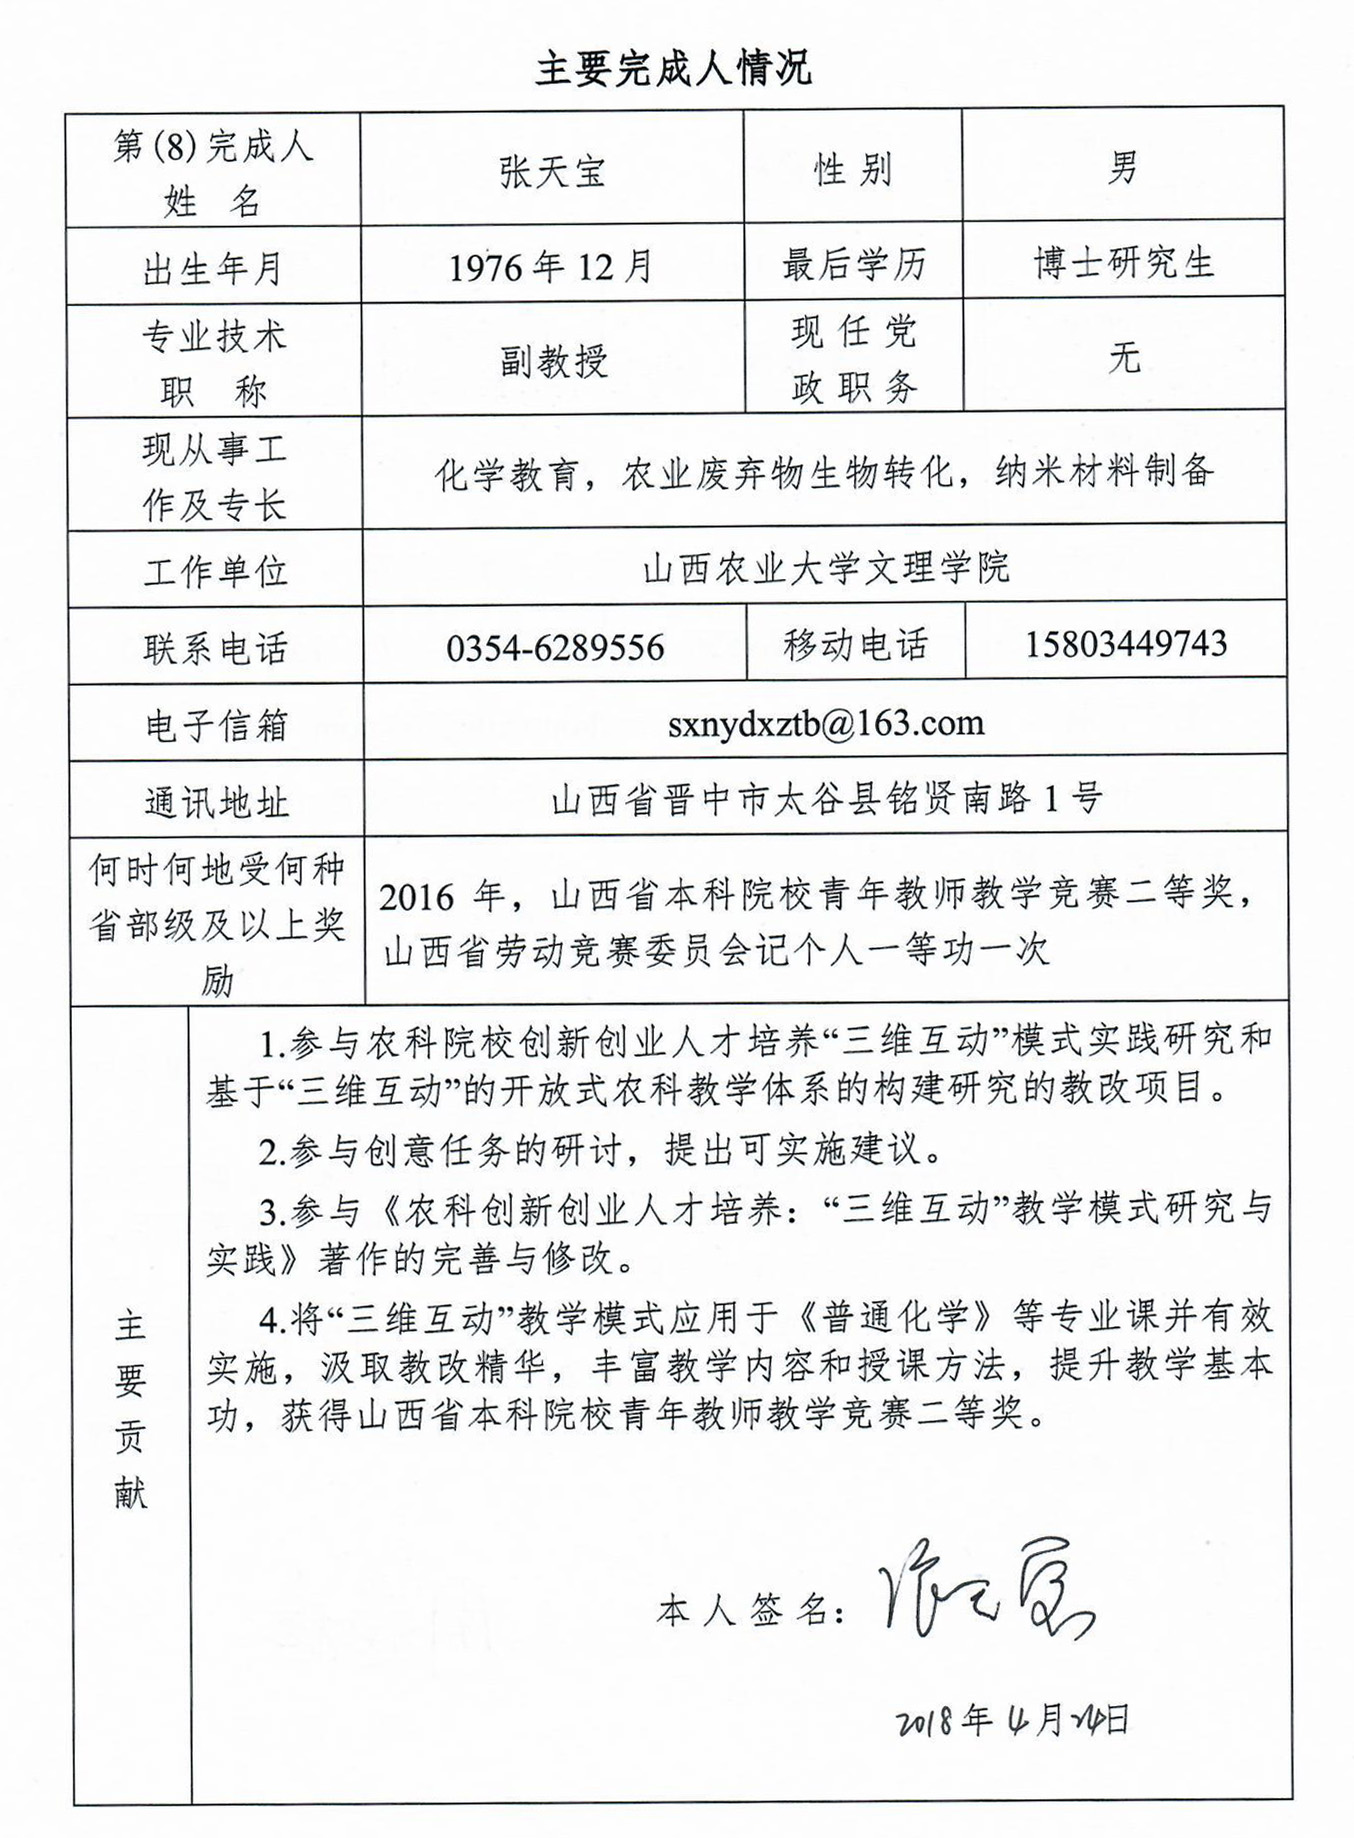 主要完成人情况
第(8)完成人
姓 名
张天宝
性别
男
出生年月
1976年12月
最后学历
博士研究生
专业技术
职 称
副教授
现任党
政职务
无
现从事工
作及专长
化学教育，农业废弃物生物转化，纳米材料制备
工作单位
山西农业大学文理学院
联系电话
0354-6289556
移动电话
15803449743
电子信箱
sxnydxztb@163.com
通讯地址
山西省晋中市太谷县铭贤南路1号
何时何地受何种
省部级及以上奖
励
2016 年，山西省本科院校青年教师教学竞赛二等奖，
山西省劳动竞赛委员会记个人一等功一次
主
要
贡
献
1.参与农科院校创新创业人才培养“三维互动”模式实践研究和
基于“三维互动”的开放式农科教学体系的构建研究的教改项目。
2.参与创意任务的研讨，提出可实施建议。
3.参与《农科创新创业人才培养：“三维互动”教学模式研究与
实践》著作的完善与修改。
4.将“三维互动”教学模式应用于《普通化学》等专业课并有效
实施，汲取教改精华，丰富教学内容和授课方法，提升教学基本
功，获得山西省本科院校青年教师教学竞赛二等奖。
本人签名：张天宝
2018年4月24日